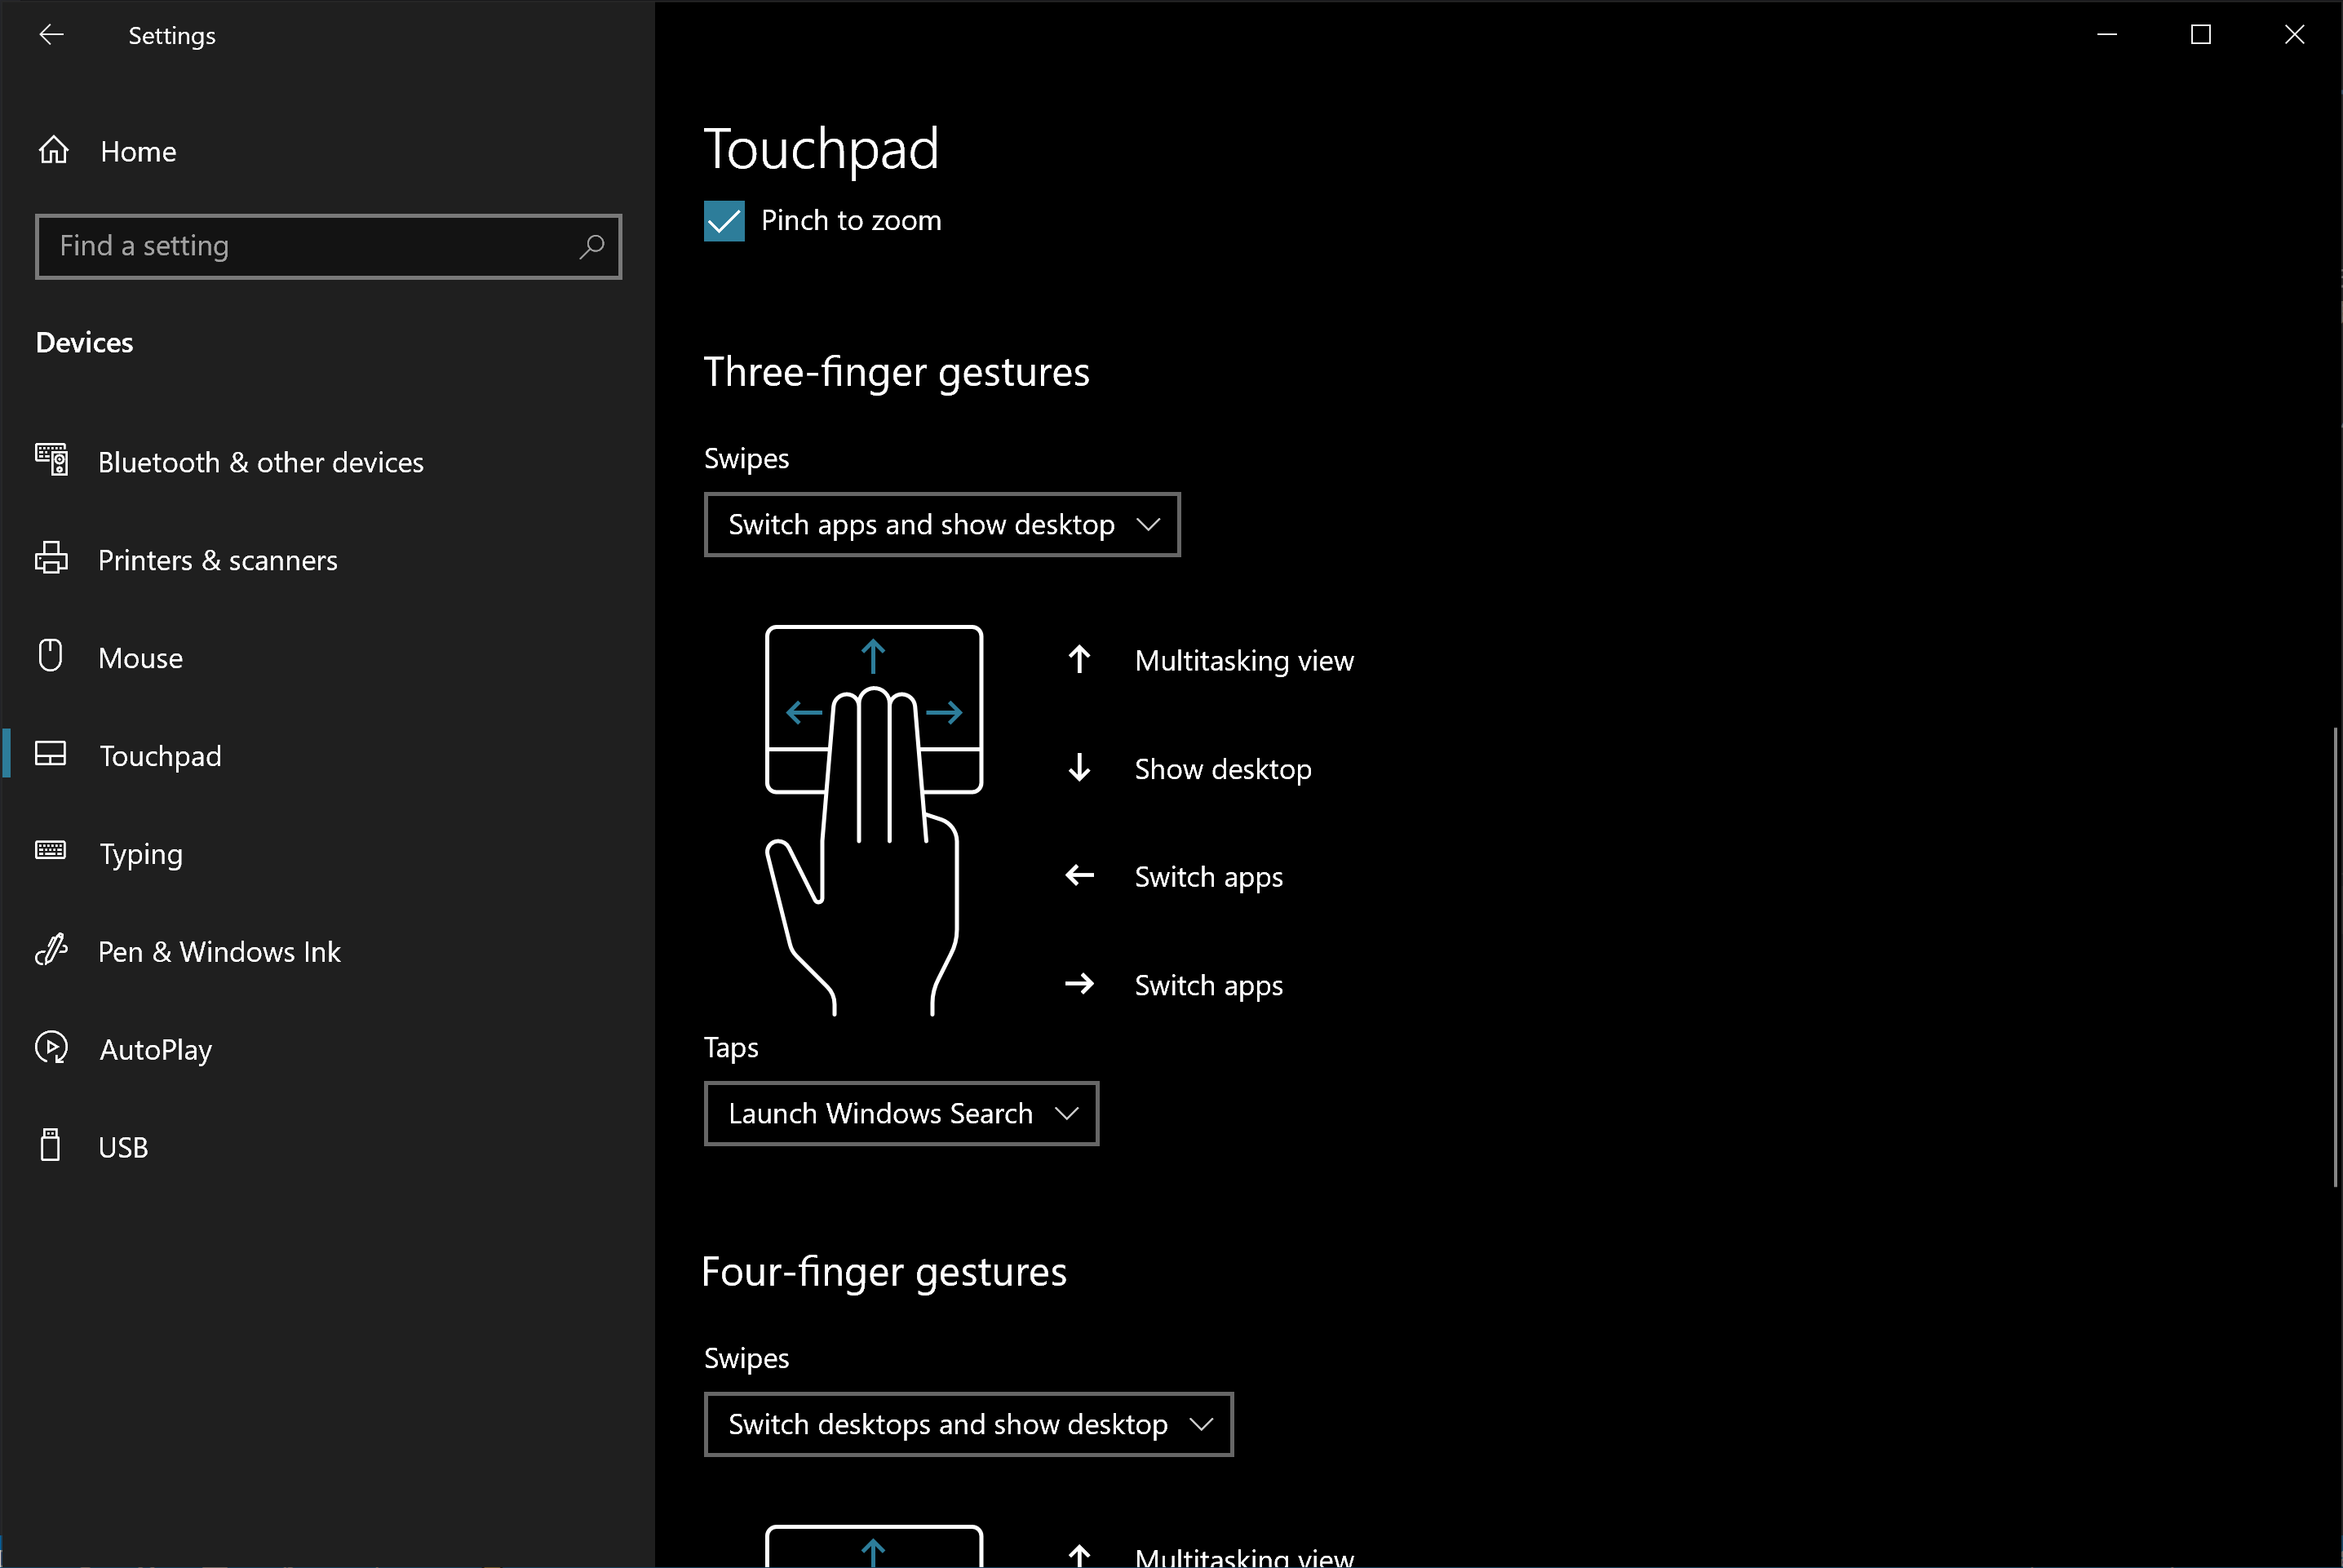 Settings
Home
Find a setting
Devices
Bluetooth & other devices
Printers & scanners
Mouse
Touchpad
Typing
Pen & Windows Ink
AutoPlay
USB
Touchpad
Pinch to zoom
Three-finger gestures
Swipes
Switch apps and show desktop
Multitasking view
Show desktop
Switch apps
Switch apps
Taps
Launch Windows Search
Four-finger gestures
Swipes
Switch desktops and show desktop
Multitasking view